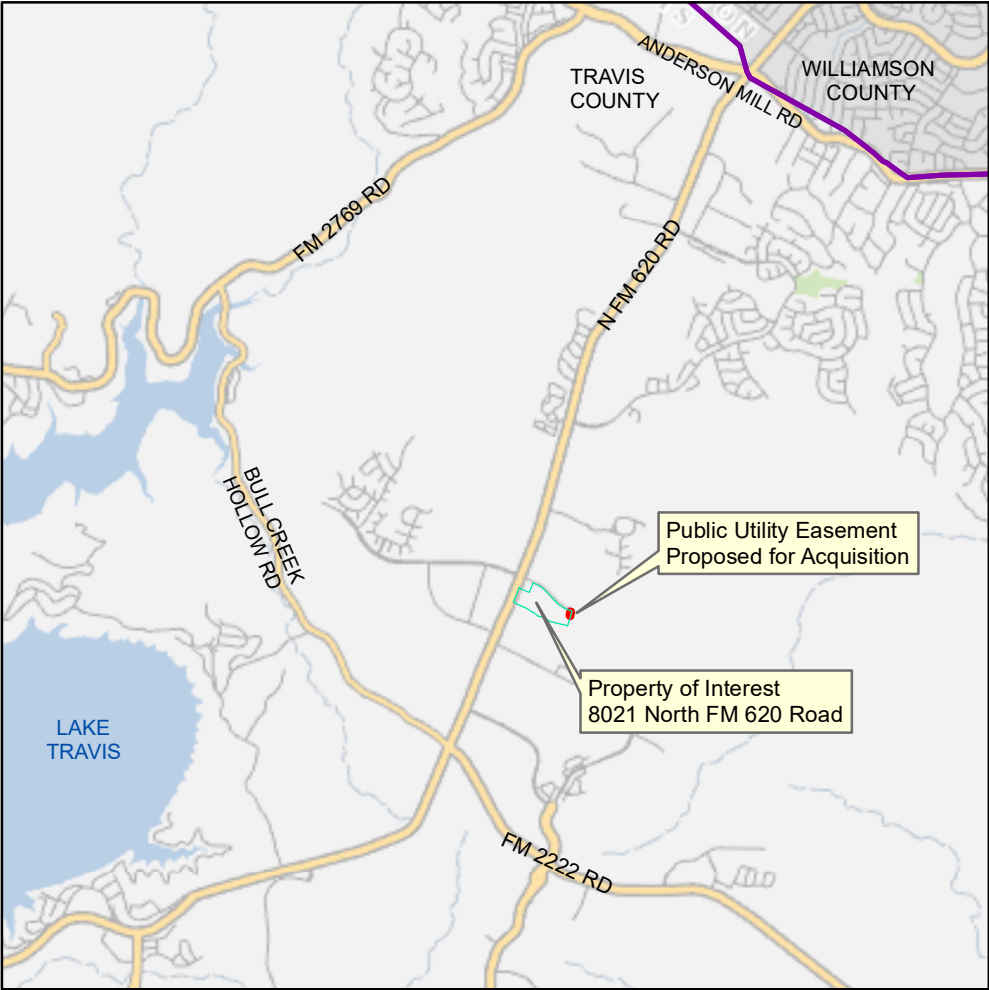 ANDERSON MILL RD
TRAVIS
COUNTY
WILLIAMSON
COUNTY
FM 2769 RD
N FM 620 RD
BULL CREEK
HOLLOW RD
Public Utility Easement
Proposed for Acquisition
Property of Interest
8021 North FM 620 Road
LAKE
TRAVIS
FM 2222 RD